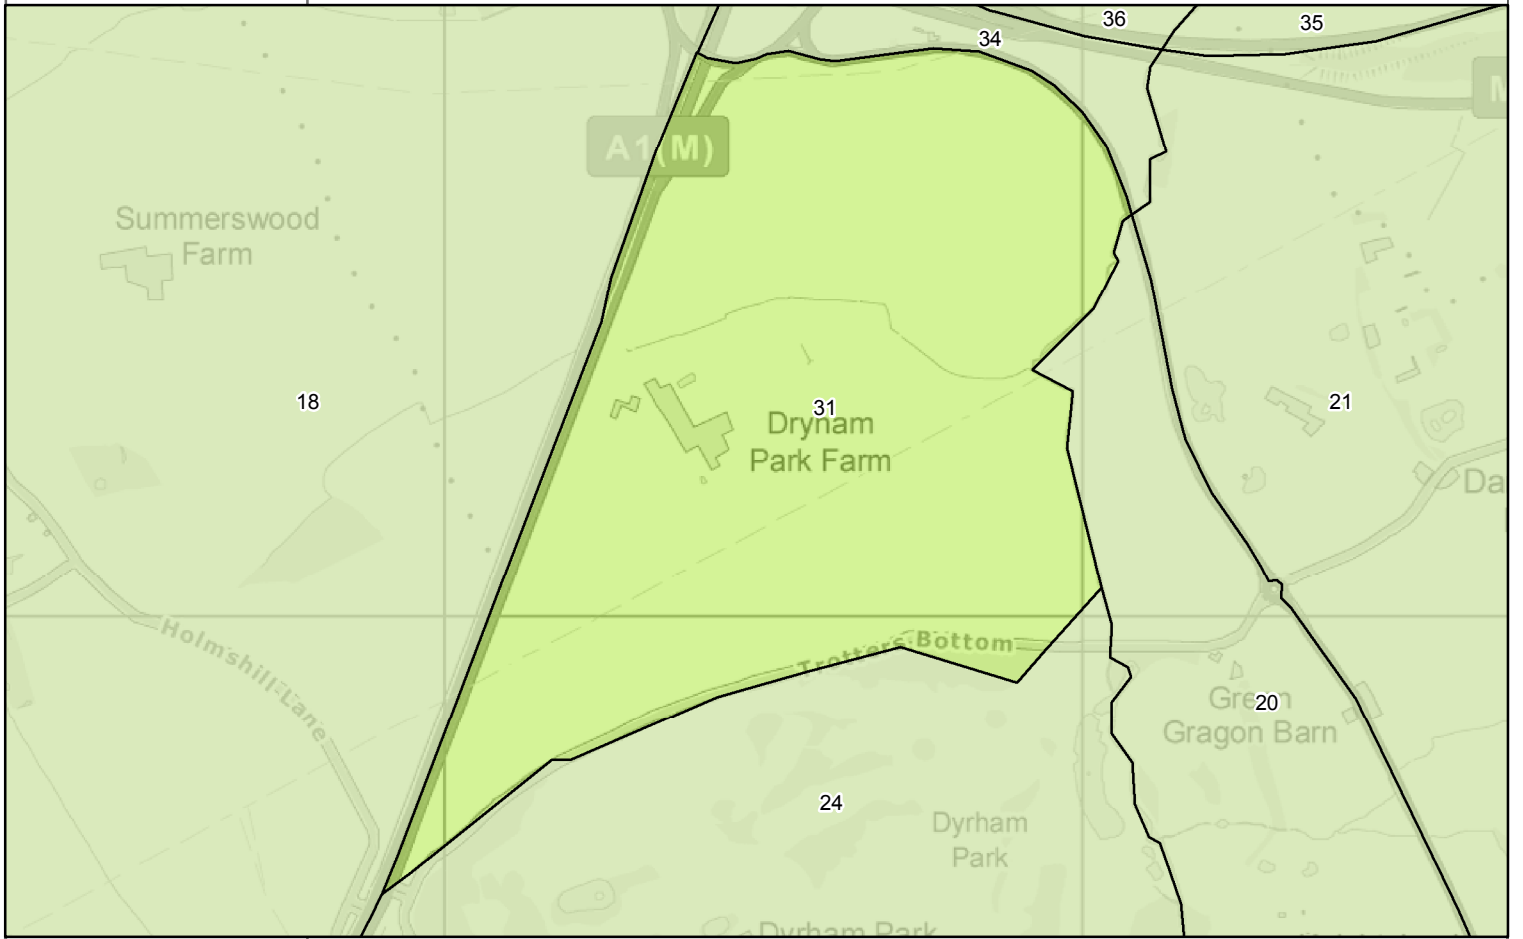 36
35
34
A1(M)
M
Summerswood
Farm
18
31
21
Drynam
Park Farm
Da
Holmshill Lane
Trotters Bottom
Green
20
Gragon Barn
24
Dyrham
Park
Dyrham Park